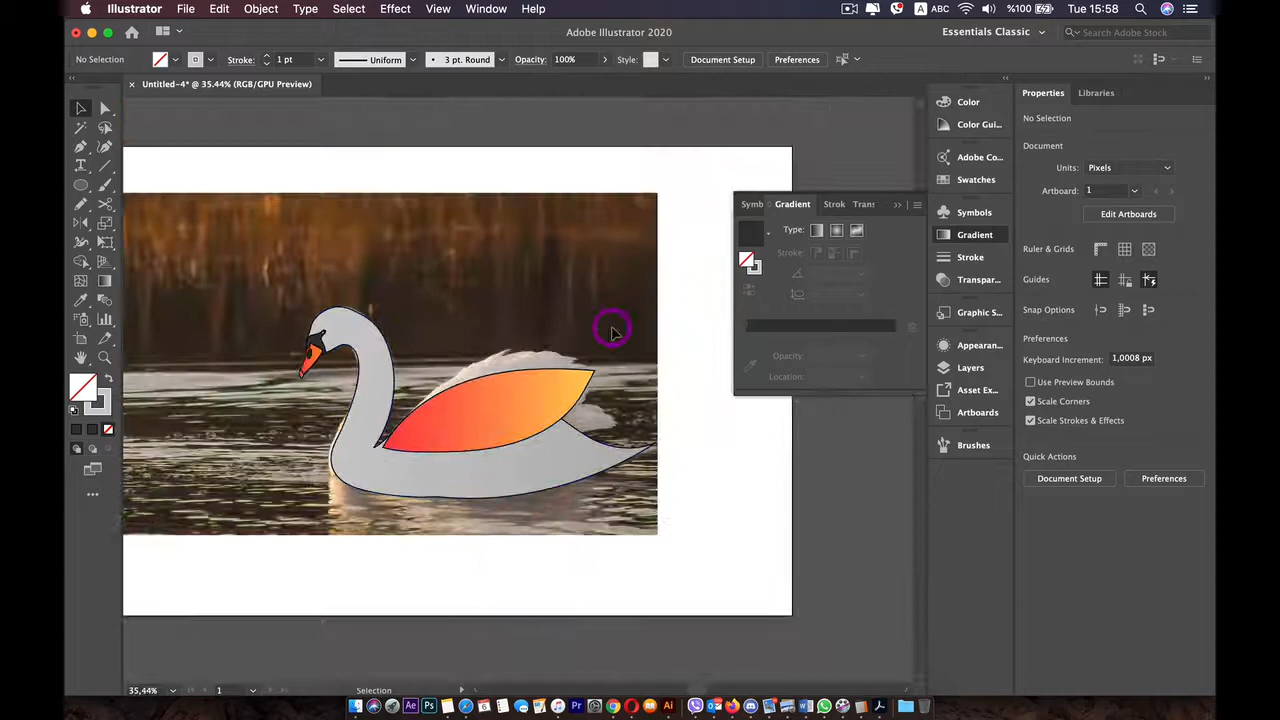 Illustrator File Edit Object Type Select Effect View Window Help ABC %100 Tue 15:58
Adobe Illustrator 2020 Essentials Classic Search Adobe Stock
No Selection Stroke: 1 pt Uniform 3 pt. Round Opacity: 100% Style: Document Setup Preferences
× Untitled-4* @ 35.44% (RGB/GPU Preview)
Color
Color Gui...
Adobe Co...
Swatches
Symbols
Gradient
Stroke
Transpar...
Graphic S...
Appearan...
Layers
Asset Ex...
Artboards
Brushes
Symb Gradient Strok Trans
Type:
Stroke:
Opacity:
Location:
Properties Libraries
No Selection
Document
Units: Pixels
Artboard: 1
Edit Artboards
Ruler & Grids
Guides
Snap Options
Preferences
Keyboard Increment: 1,0008 px
Use Preview Bounds
Scale Corners
Scale Strokes & Effects
Quick Actions
Document Setup Preferences
35,44% 1 Selection
Ae Ps Pr Ai